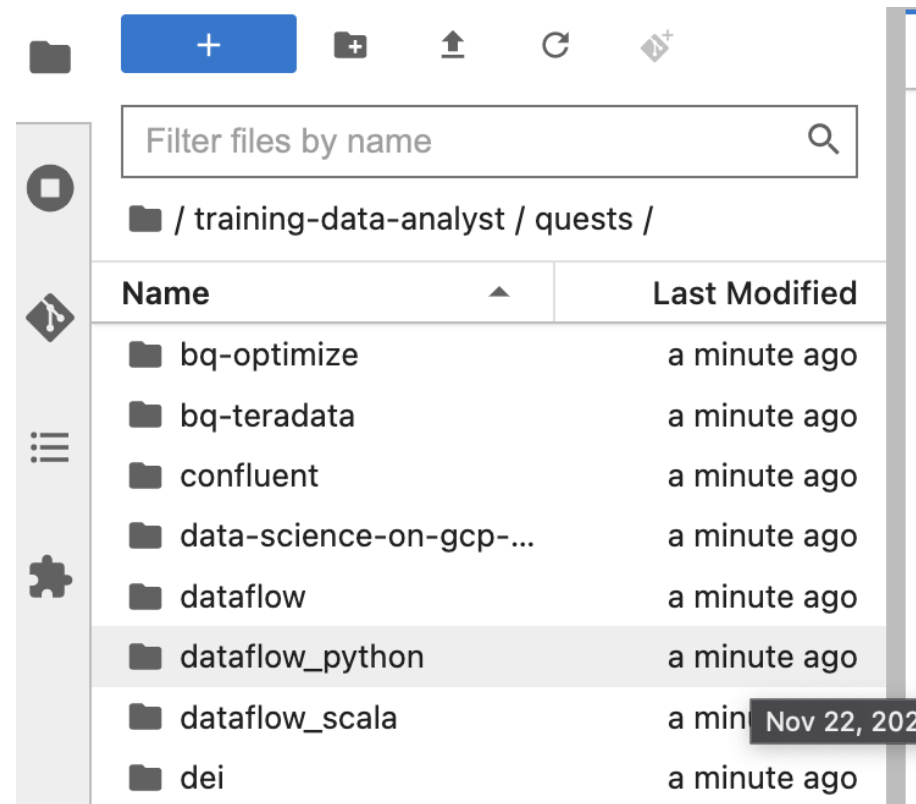 Filter files by name
/ training-data-analyst / quests /
Name Last Modified
bq-optimize a minute ago
bq-teradata a minute ago
confluent a minute ago
data-science-on-gcp-... a minute ago
dataflow a minute ago
dataflow_python a minute ago
dataflow_scala a min
Nov 22, 202
dei a minute ago